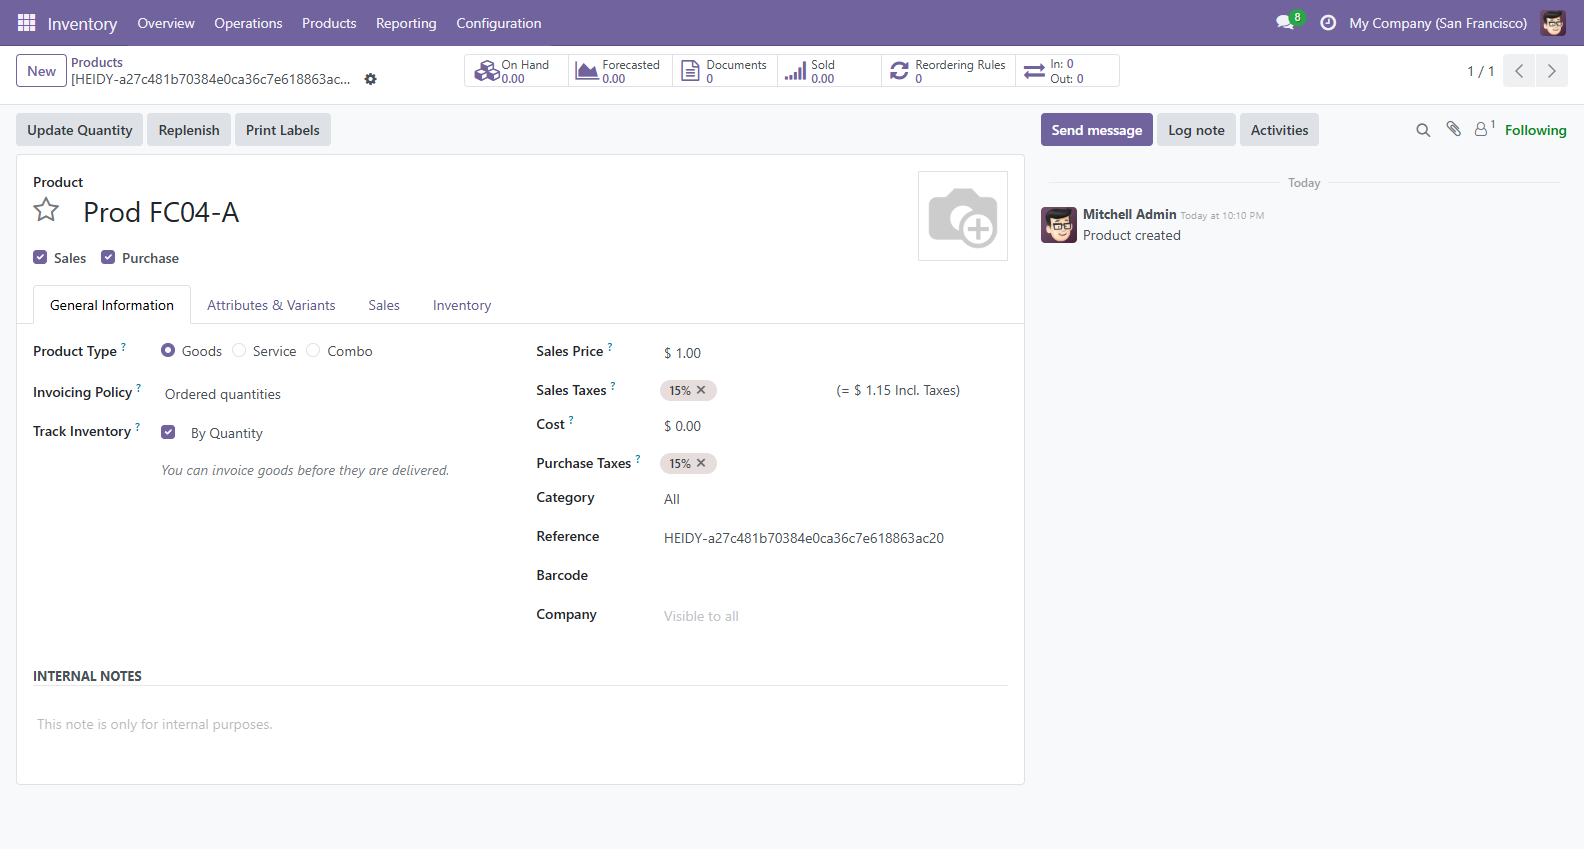 Inventory Overview Operations Products Reporting Configuration 8 My Company (San Francisco)
New Products
[HEIDY-a27c481b70384e0ca36c7e618863ac...
On Hand 0.00
Forecasted 0.00
Documents 0
Sold 0.00
Reordering Rules 0
In: 0
Out: 0
1 / 1
Update Quantity Replenish Print Labels
Send message Log note Activities 1 Following
Product
Prod FC04-A
Sales Purchase
General Information Attributes & Variants Sales Inventory
Product Type ? Goods Service Combo
Invoicing Policy ? Ordered quantities
Track Inventory ? By Quantity
You can invoice goods before they are delivered.
Sales Price ? $ 1.00
Sales Taxes ? 15% (= $ 1.15 Incl. Taxes)
Cost ? $ 0.00
Purchase Taxes ? 15%
Category All
Reference HEIDY-a27c481b70384e0ca36c7e618863ac20
Barcode
Company Visible to all
INTERNAL NOTES
This note is only for internal purposes.
Today
Mitchell Admin Today at 10:10 PM
Product created